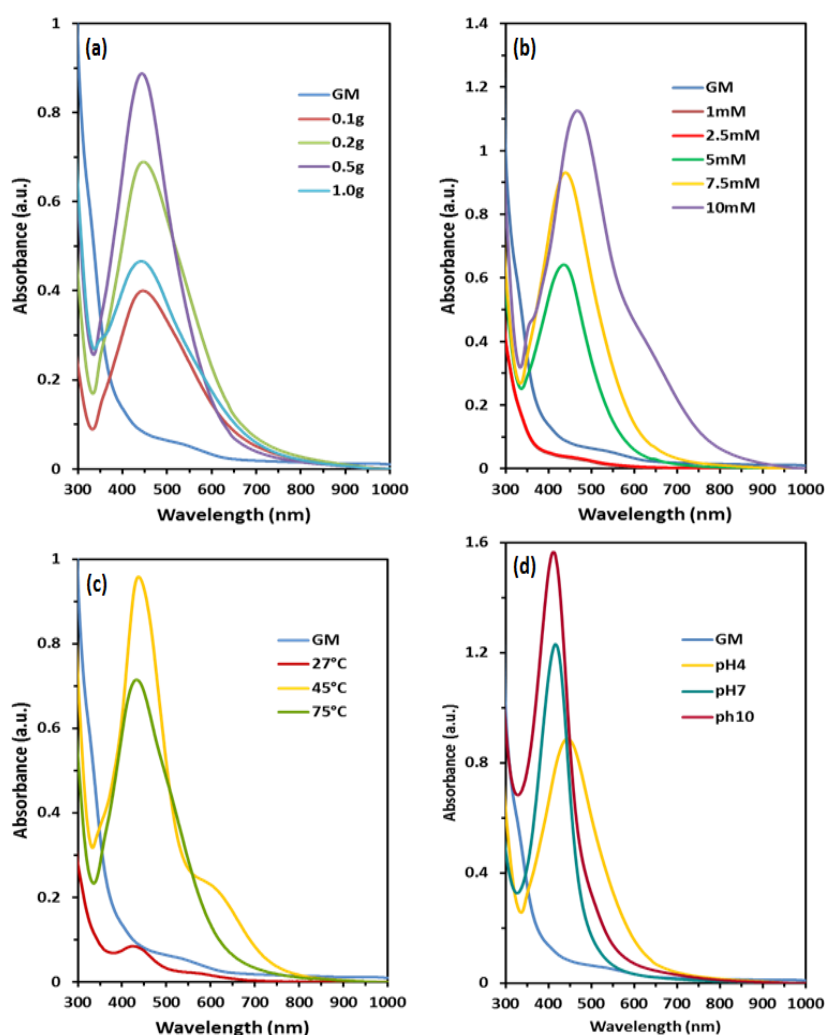 (a)
GM
0.1g
0.2g
0.5g
1.0g
Absorbance (a.u.)
1
0.8
0.6
0.4
0.2
0
300 400 500 600 700 800 900 1000
Wavelength (nm)
(b)
GM
1mM
2.5mM
5mM
7.5mM
10mM
Absorbance (a.u.)
1.4
1.2
1
0.8
0.6
0.4
0.2
0
300 400 500 600 700 800 900 1000
Wavelength (nm)
(c)
GM
27°C
45°C
75°C
Absorbance (a.u.)
1
0.8
0.6
0.4
0.2
0
300 400 500 600 700 800 900 1000
Wavelength (nm)
(d)
GM
pH4
pH7
ph10
Absorbance (a.u.)
1.6
1.2
0.8
0.4
0
300 400 500 600 700 800 900 1000
Wavelength (nm)